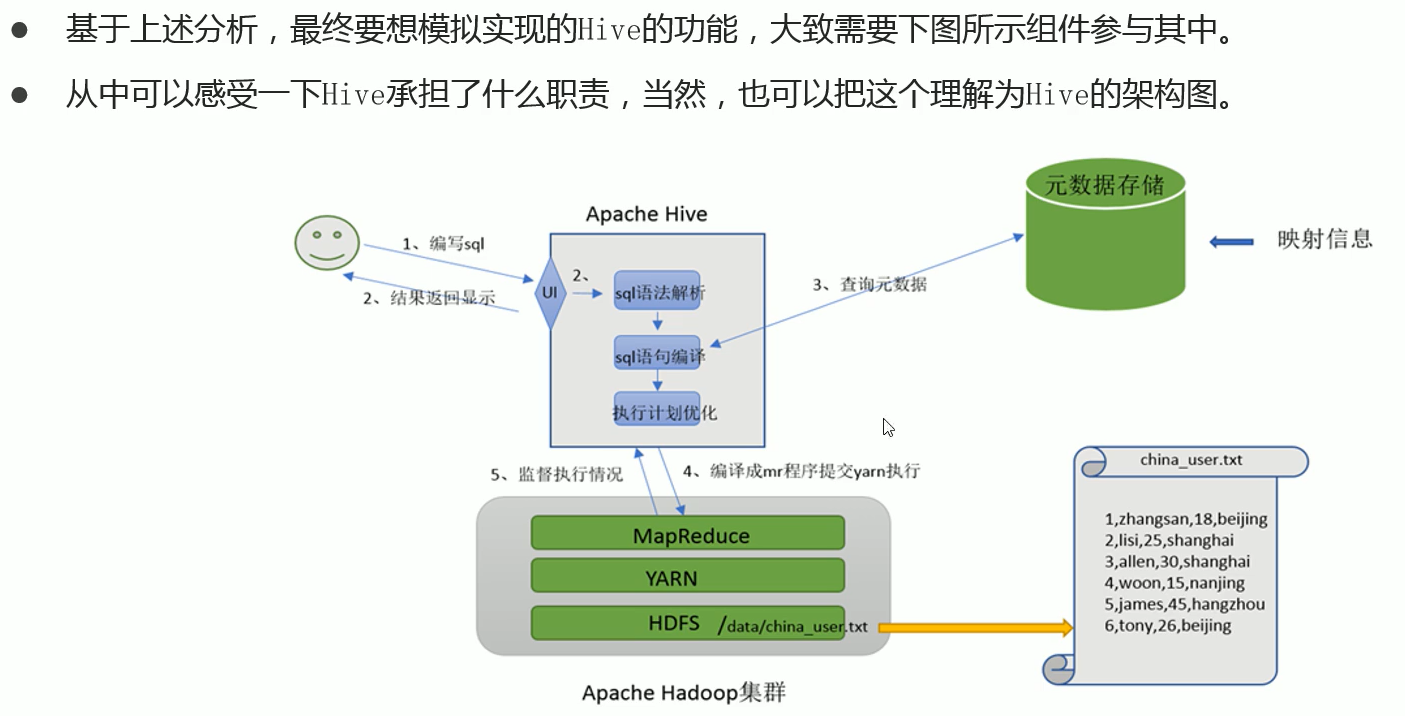 基于上述分析，最终要想模拟实现的Hive的功能，大致需要下图所示组件参与其中。
从中可以感受一下Hive承担了什么职责，当然，也可以把这个理解为Hive的架构图。
元数据存储
映射信息
Apache Hive
1、编写sql
2、结果返回显示
UI
2、
sql语法解析
sql语句编译
执行计划优化
3、查询元数据
5、监督执行情况
4、编译成mr程序提交yarn执行
MapReduce
YARN
HDFS /data/china_user.txt
Apache Hadoop集群
china_user.txt
1,zhangsan,18,beijing
2,lisi,25,shanghai
3,allen,30,shanghai
4,woon,15,nanjing
5,james,45,hangzhou
6,tony,26,beijing